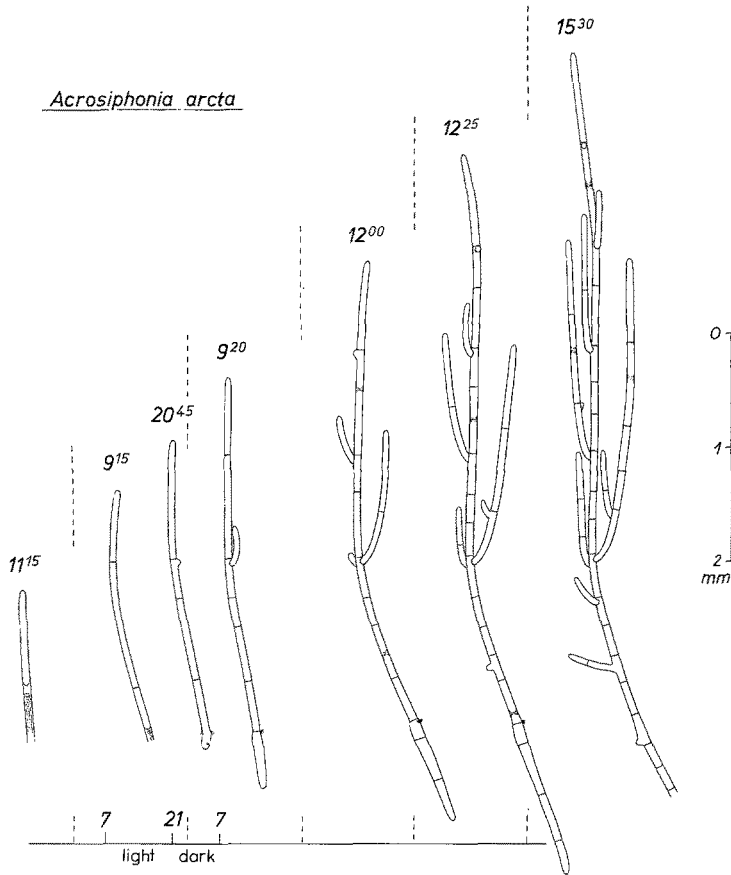 15³⁰
Acrosiphonia arcta
12²⁵
12⁰⁰
0
9²⁰
20⁴⁵
1
9¹⁵
11¹⁵
2
mm
7 21 7
light dark